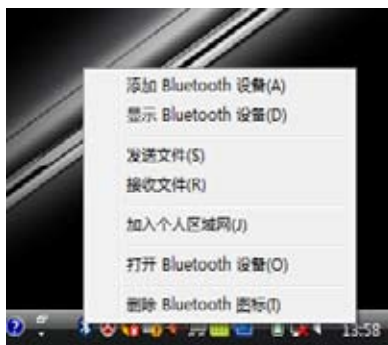 添加 Bluetooth 设备(A)
显示 Bluetooth 设备(D)
发送文件(S)
接收文件(R)
加入个人区域网(J)
打开 Bluetooth 设备(O)
删除 Bluetooth 图标(I)
13:58